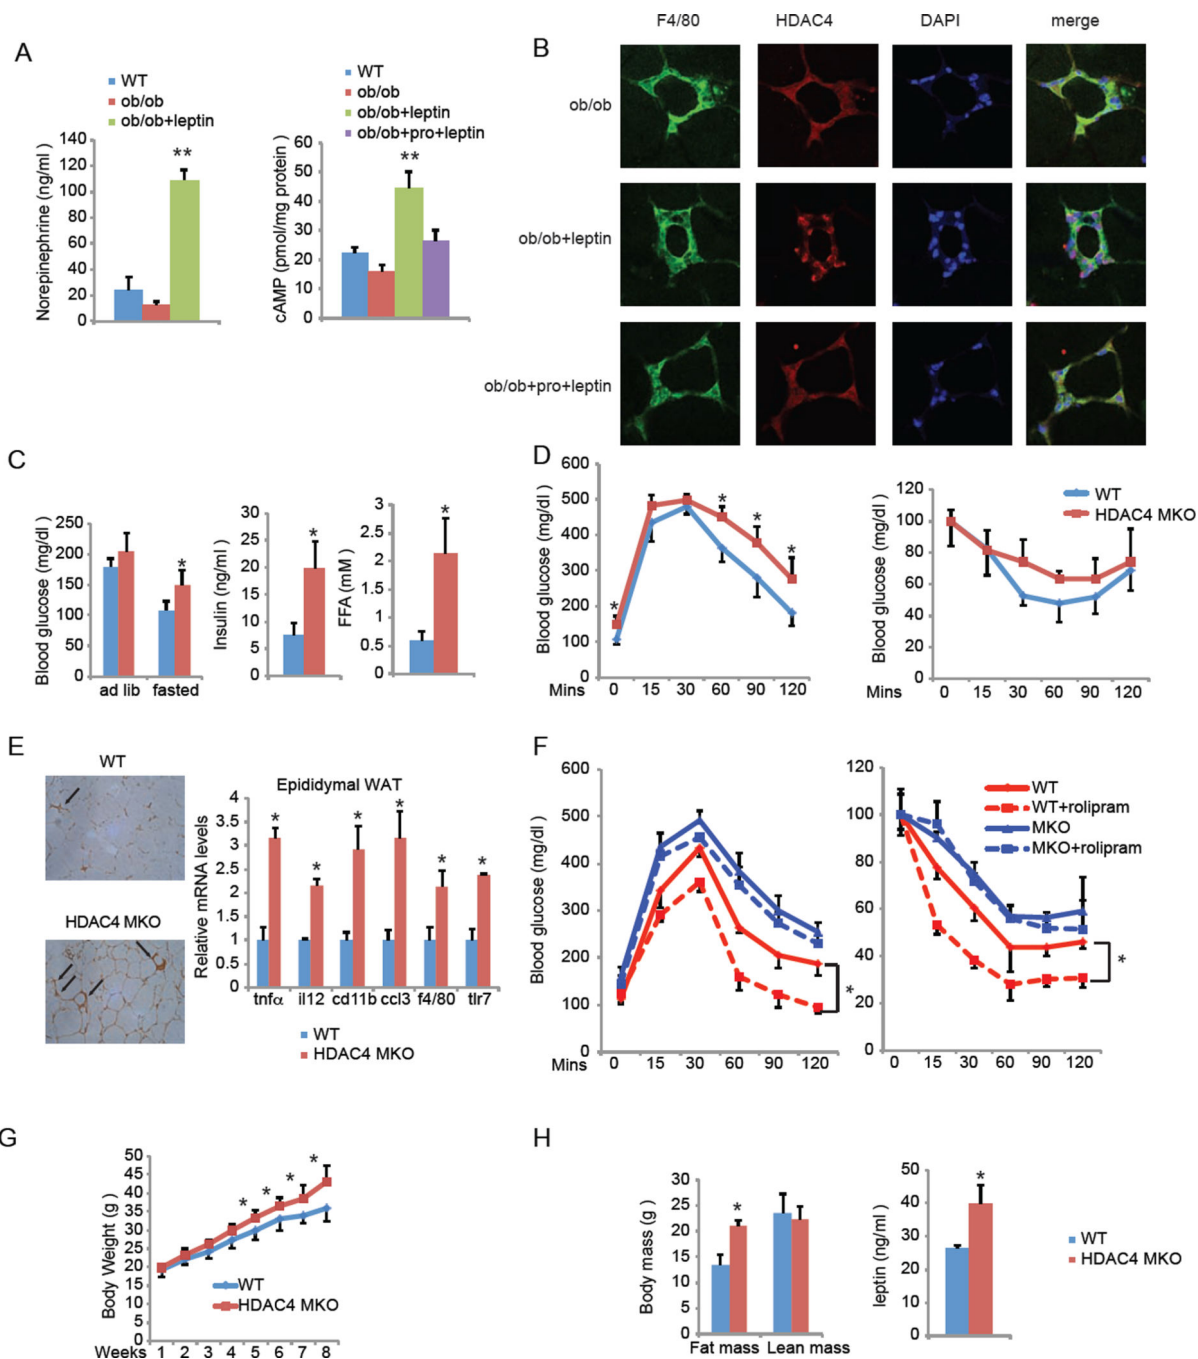 A
WT
ob/ob
ob/ob+leptin
Norepinephrine (ng/ml )
140
120
100
80
60
40
20
0
**
WT
ob/ob
ob/ob+leptin
ob/ob+pro+leptin
cAMP (pmol/mg protein)
60
50
40
30
20
10
0
**
B
F4/80 HDAC4 DAPI merge
ob/ob
ob/ob+leptin
ob/ob+pro+leptin
C
Blood glucose (mg/dl )
250
200
150
100
50
0
*
ad lib fasted
Insulin (ng/ml )
30
25
20
15
10
5
0
*
FFA (mM )
3
2.5
2
1.5
1
0.5
0
*
D
Blood glucose (mg/dl )
600
500
400
300
200
100
0
* * * *
Mins 0 15 30 60 90 120
Blood glucose (mg/dl )
120
100
80
60
40
20
0
WT
HDAC4 MKO
Mins 0 15 30 60 90 120
E
WT
HDAC4 MKO
Epididymal WAT
Relative mRNA levels
4
3.5
3
2.5
2
1.5
1
0.5
0
* * * * * *
tnfα il12 cd11b ccl3 f4/80 tlr7
WT
HDAC4 MKO
F
Blood glucose (mg/dl )
600
500
400
300
200
100
0
*
Mins 0 15 30 60 90 120
120
100
80
60
40
20
0
WT
WT+rolipram
MKO
MKO+rolipram
*
0 15 30 60 90 120
G
Body Weight (g )
50
45
40
35
30
25
20
15
10
5
0
* * * *
WT
HDAC4 MKO
Weeks 1 2 3 4 5 6 7 8
H
Body mass (g )
30
25
20
15
10
5
0
*
Fat mass Lean mass
leptin (ng/ml )
50
40
30
20
10
0
*
WT
HDAC4 MKO